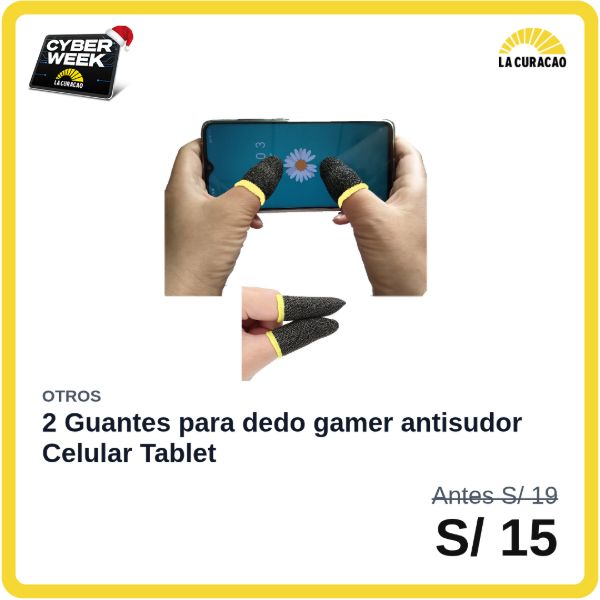 CYBER
WEEK
LA CURACAO
LA CURACAO
OTROS
2 Guantes para dedo gamer antisudor
Celular Tablet
Antes S/ 19
S/ 15